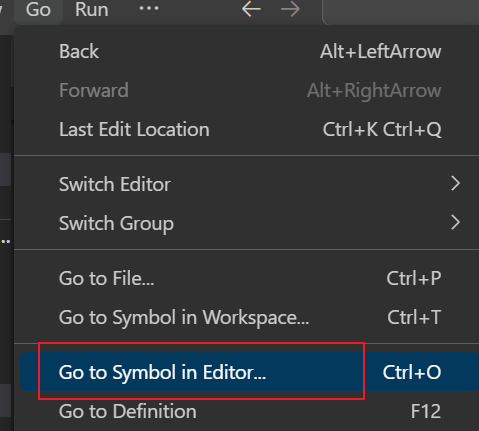 Go Run ...
Back Alt+LeftArrow
Forward Alt+RightArrow
Last Edit Location Ctrl+K Ctrl+Q
Switch Editor
Switch Group
Go to File... Ctrl+P
Go to Symbol in Workspace... Ctrl+T
Go to Symbol in Editor... Ctrl+O
Go to Definition F12